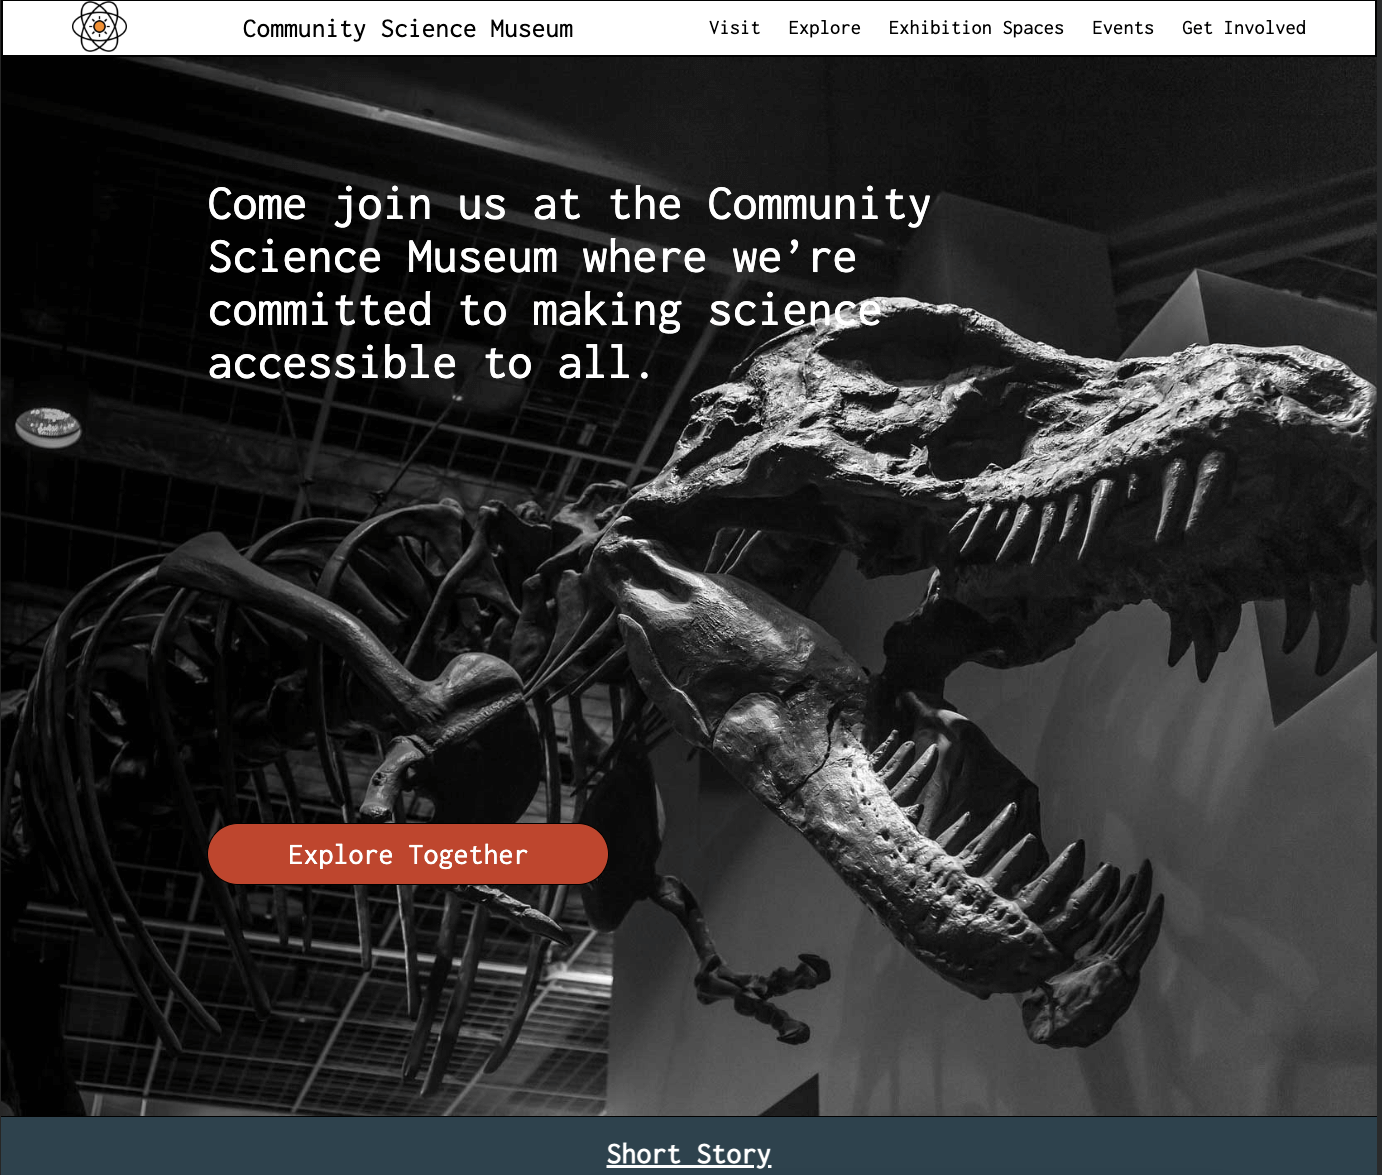 Community Science Museum
Visit Explore Exhibition Spaces Events Get Involved
Come join us at the Community
Science Museum where we’re
committed to making science
accessible to all.
Explore Together
Short Story